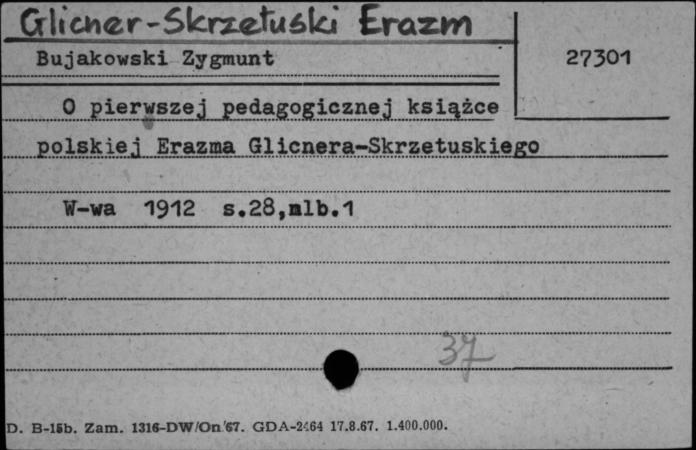 Glicner-Skrzetuski Erazm
Bujakowski Zygmunt
27301
O pierwszej pedagogicznej książce
polskiej Erazma Glicnera-Skrzetuskiego
W-wa 1912 s.28,nlb.1
37
D. B-15b. Zam. 1316-DW/On/67. GDA-2464 17.8.67. 1.400.000.